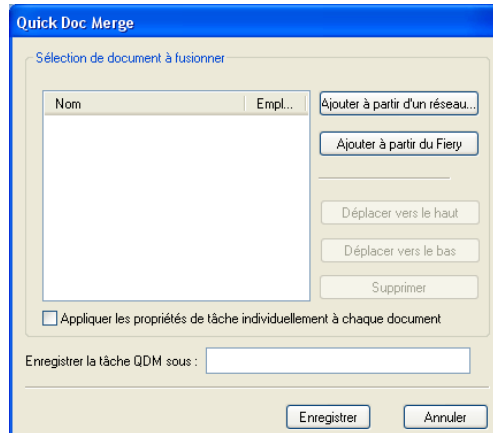 Quick Doc Merge
Sélection de document à fusionner
Nom Empl...
Ajouter à partir d'un réseau...
Ajouter à partir du Fiery
Déplacer vers le haut
Déplacer vers le bas
Supprimer
Appliquer les propriétés de tâche individuellement à chaque document
Enregistrer la tâche QDM sous :
Enregistrer Annuler